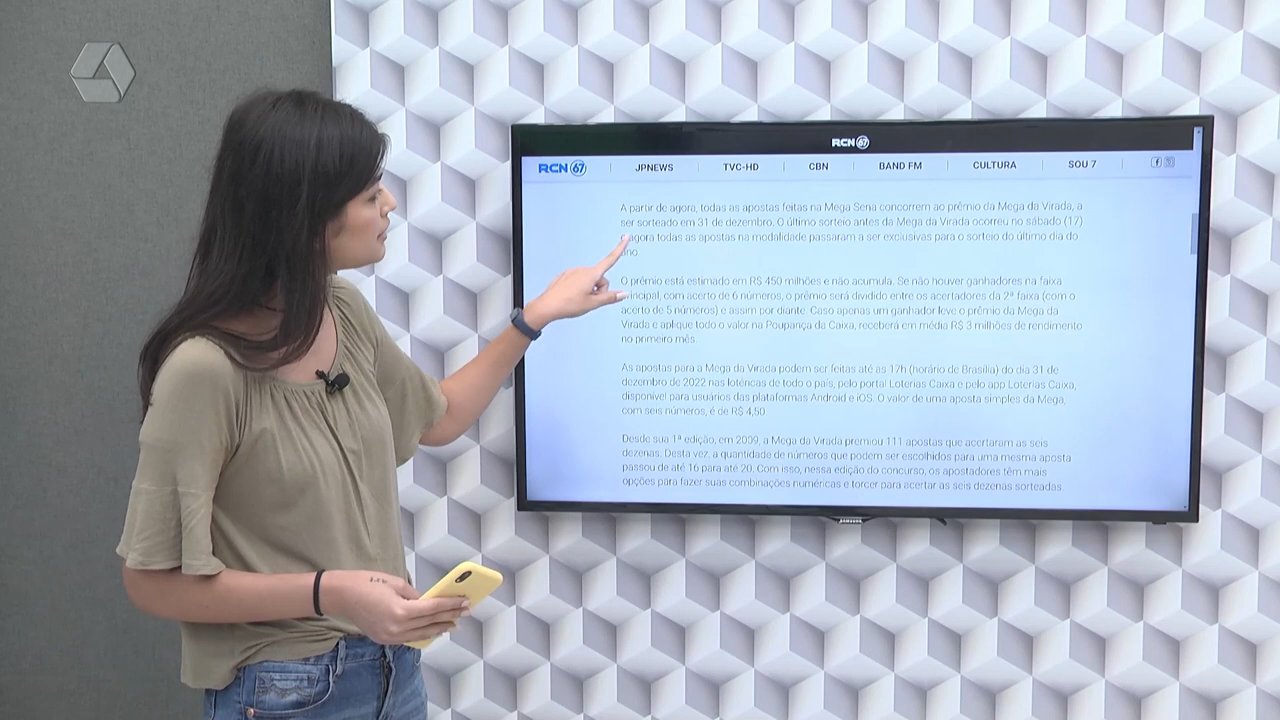 RCN 67
RCN 67 JPNEWS TVC-HD CBN BAND FM CULTURA SOU 7
A partir de agora, todas as apostas feitas na Mega Sena concorrem ao prêmio da Mega da Virada, a
ser sorteado em 31 de dezembro. O último sorteio antes da Mega da Virada ocorreu no sábado (17)
e agora todas as apostas na modalidade passaram a ser exclusivas para o sorteio do último dia do
ano.
O prêmio está estimado em R$ 450 milhões e não acumula. Se não houver ganhadores na faixa
principal, com acerto de 6 números, o prêmio será dividido entre os acertadores da 2ª faixa (com o
acerto de 5 números) e assim por diante. Caso apenas um ganhador leve o prêmio da Mega da
Virada e aplique todo o valor na Poupança da Caixa, receberá em média R$ 3 milhões de rendimento
no primeiro mês.
As apostas para a Mega da Virada podem ser feitas até as 17h (horário de Brasília) do dia 31 de
dezembro de 2022 nas lotéricas de todo o país, pelo portal Loterias Caixa e pelo app Loterias Caixa,
disponível para usuários das plataformas Android e iOS. O valor de uma aposta simples da Mega,
com seis números, é de R$ 4,50.
Desde sua 1ª edição, em 2009, a Mega da Virada premiou 111 apostas que acertaram as seis
dezenas. Desta vez, a quantidade de números que podem ser escolhidos para uma mesma aposta
passou de até 16 para até 20. Com isso, nessa edição do concurso, os apostadores têm mais
opções para fazer suas combinações numéricas e torcer para acertar as seis dezenas sorteadas.
SAMSUNG